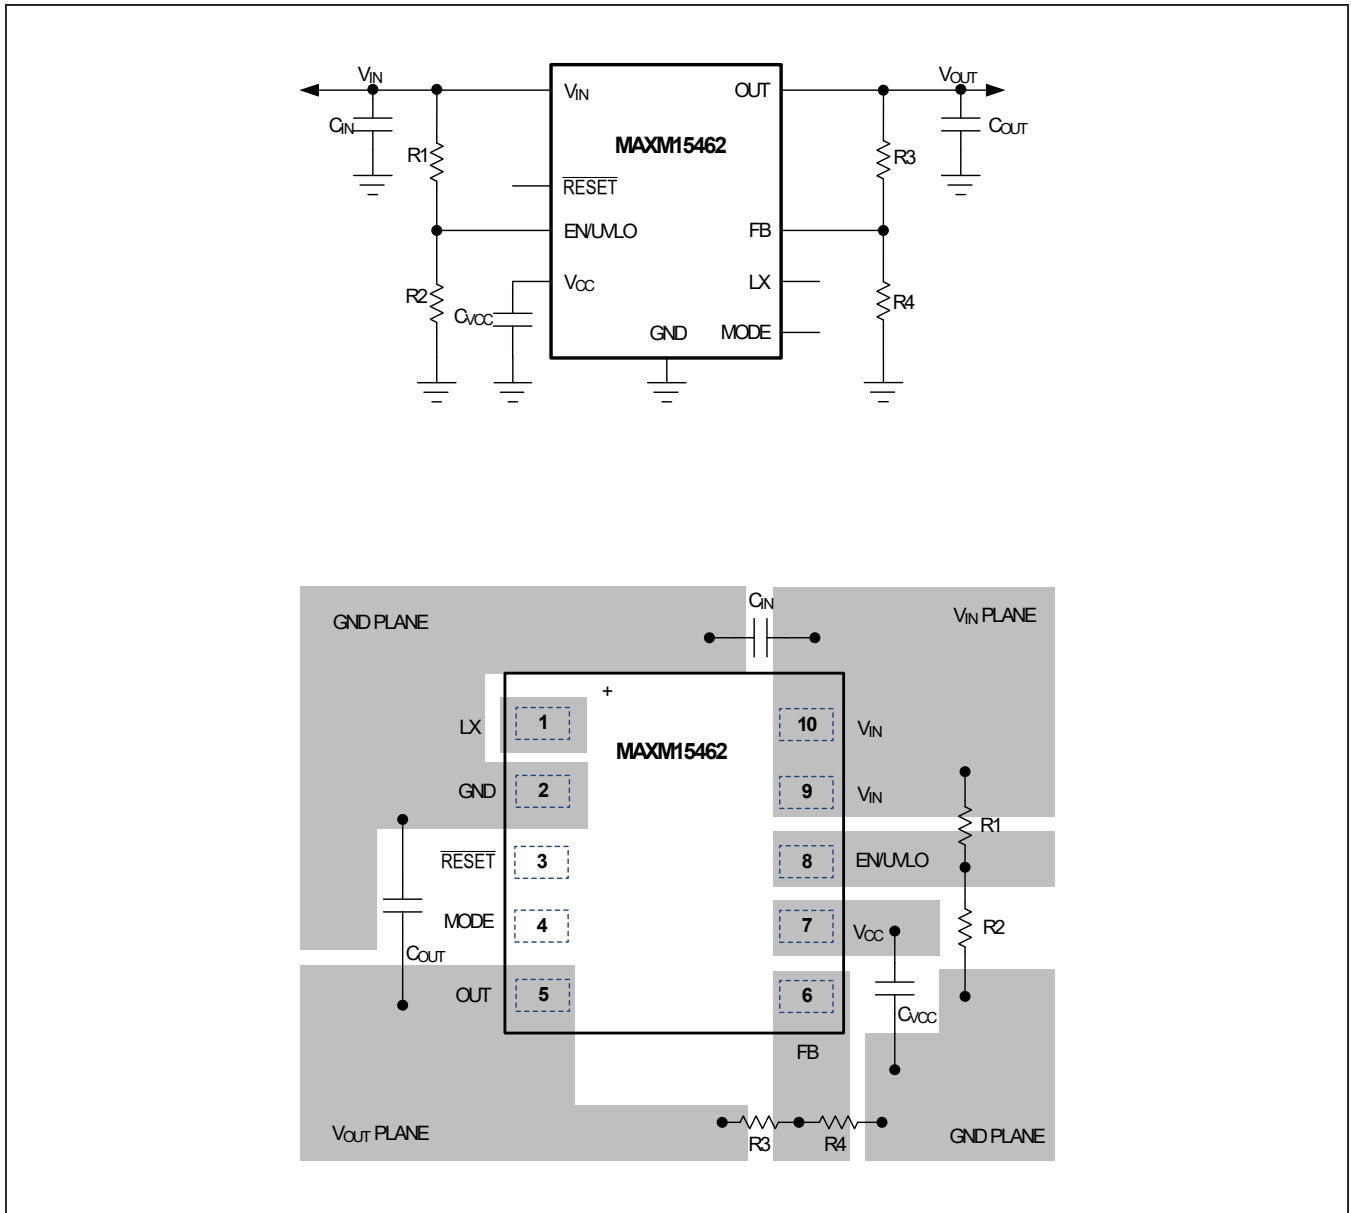 VIN
VOUT
VIN
OUT
CIN
COUT
MAXM15462
R1
R3
RESET
EN/UVLO
FB
R2
VCC
LX
R4
CVCC
GND
MODE
CIN
GND PLANE
VIN PLANE
+
LX
1
10
VIN
MAXM15462
GND
2
9
VIN
R1
RESET
3
8
EN/UVLO
MODE
4
7
VCC
R2
COUT
OUT
5
6
CVCC
FB
VOUT PLANE
R3
R4
GND PLANE